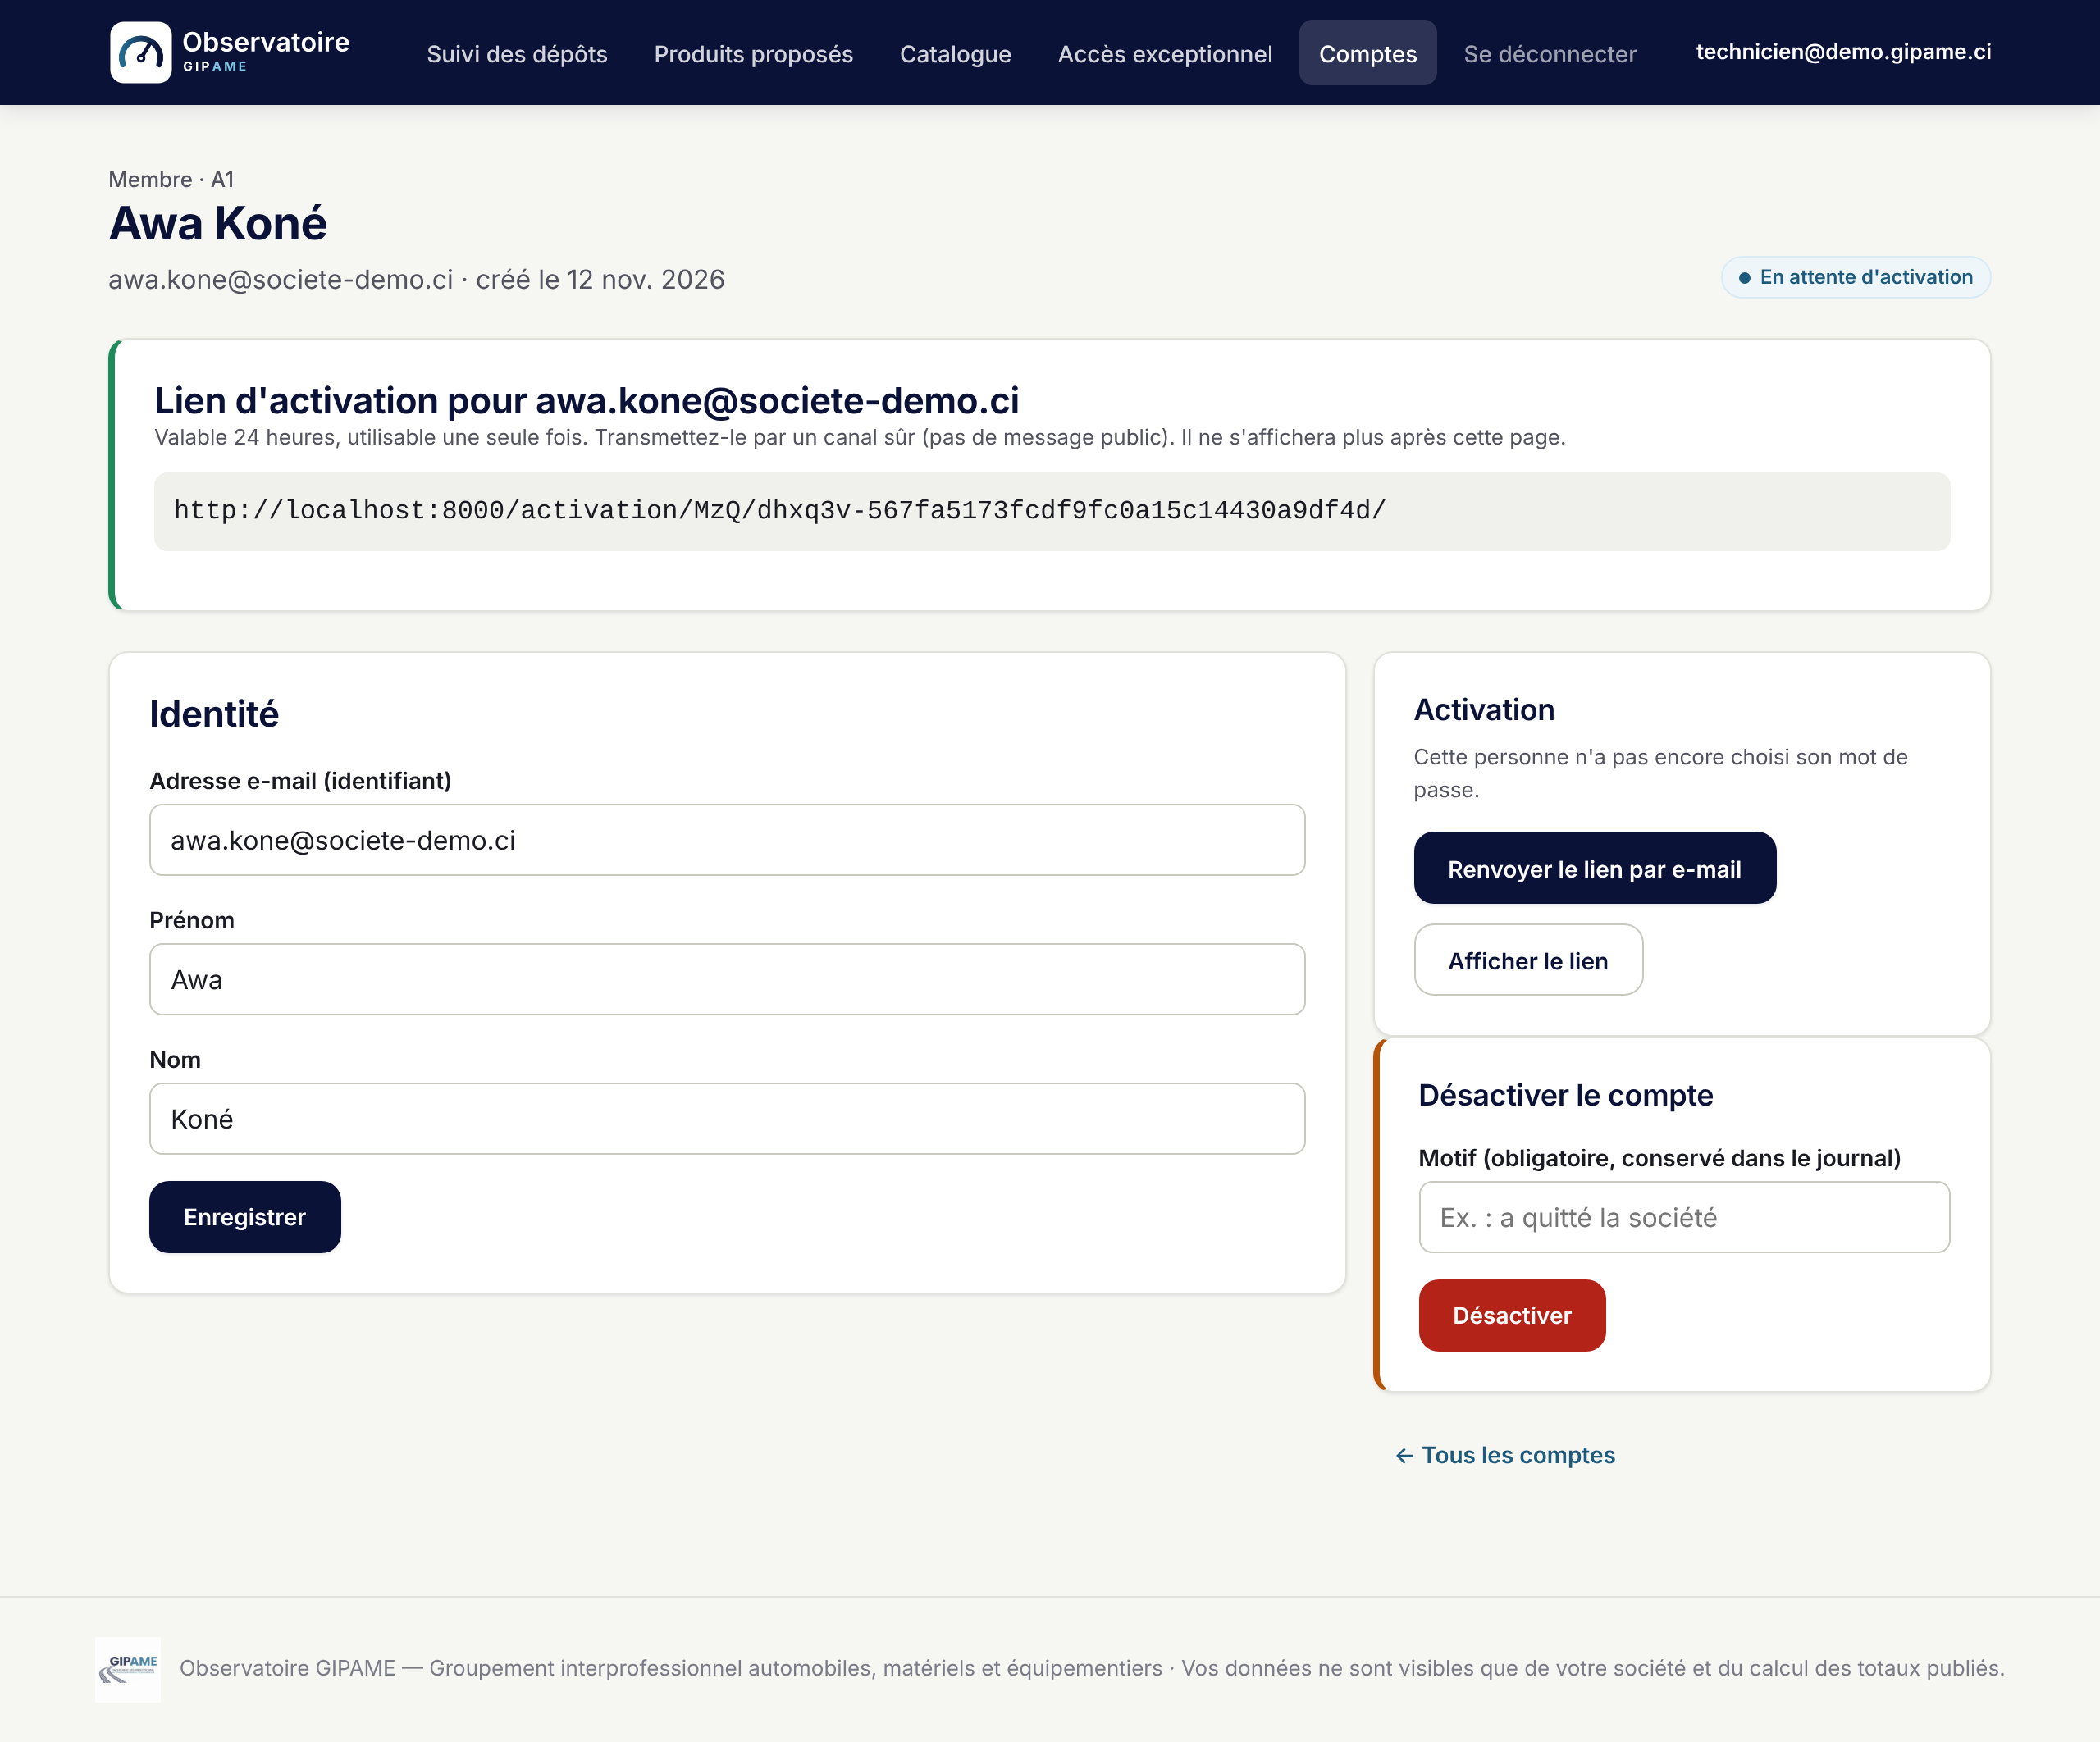 Observatoire
GIPAME
Suivi des dépôts
Produits proposés
Catalogue
Accès exceptionnel
Comptes
Se déconnecter
technicien@demo.gipame.ci
Membre · A1
Awa Koné
awa.kone@societe-demo.ci · créé le 12 nov. 2026
En attente d'activation
Lien d'activation pour awa.kone@societe-demo.ci
Valable 24 heures, utilisable une seule fois. Transmettez-le par un canal sûr (pas de message public). Il ne s'affichera plus après cette page.
http://localhost:8000/activation/MzQ/dhxq3v-567fa5173fcdf9fc0a15c14430a9df4d/
Identité
Adresse e-mail (identifiant)
awa.kone@societe-demo.ci
Prénom
Awa
Nom
Koné
Enregistrer
Activation
Cette personne n'a pas encore choisi son mot de
passe.
Renvoyer le lien par e-mail
Afficher le lien
Désactiver le compte
Motif (obligatoire, conservé dans le journal)
Ex. : a quitté la société
Désactiver
← Tous les comptes
GIPAME
Observatoire GIPAME — Groupement interprofessionnel automobiles, matériels et équipementiers · Vos données ne sont visibles que de votre société et du calcul des totaux publiés.